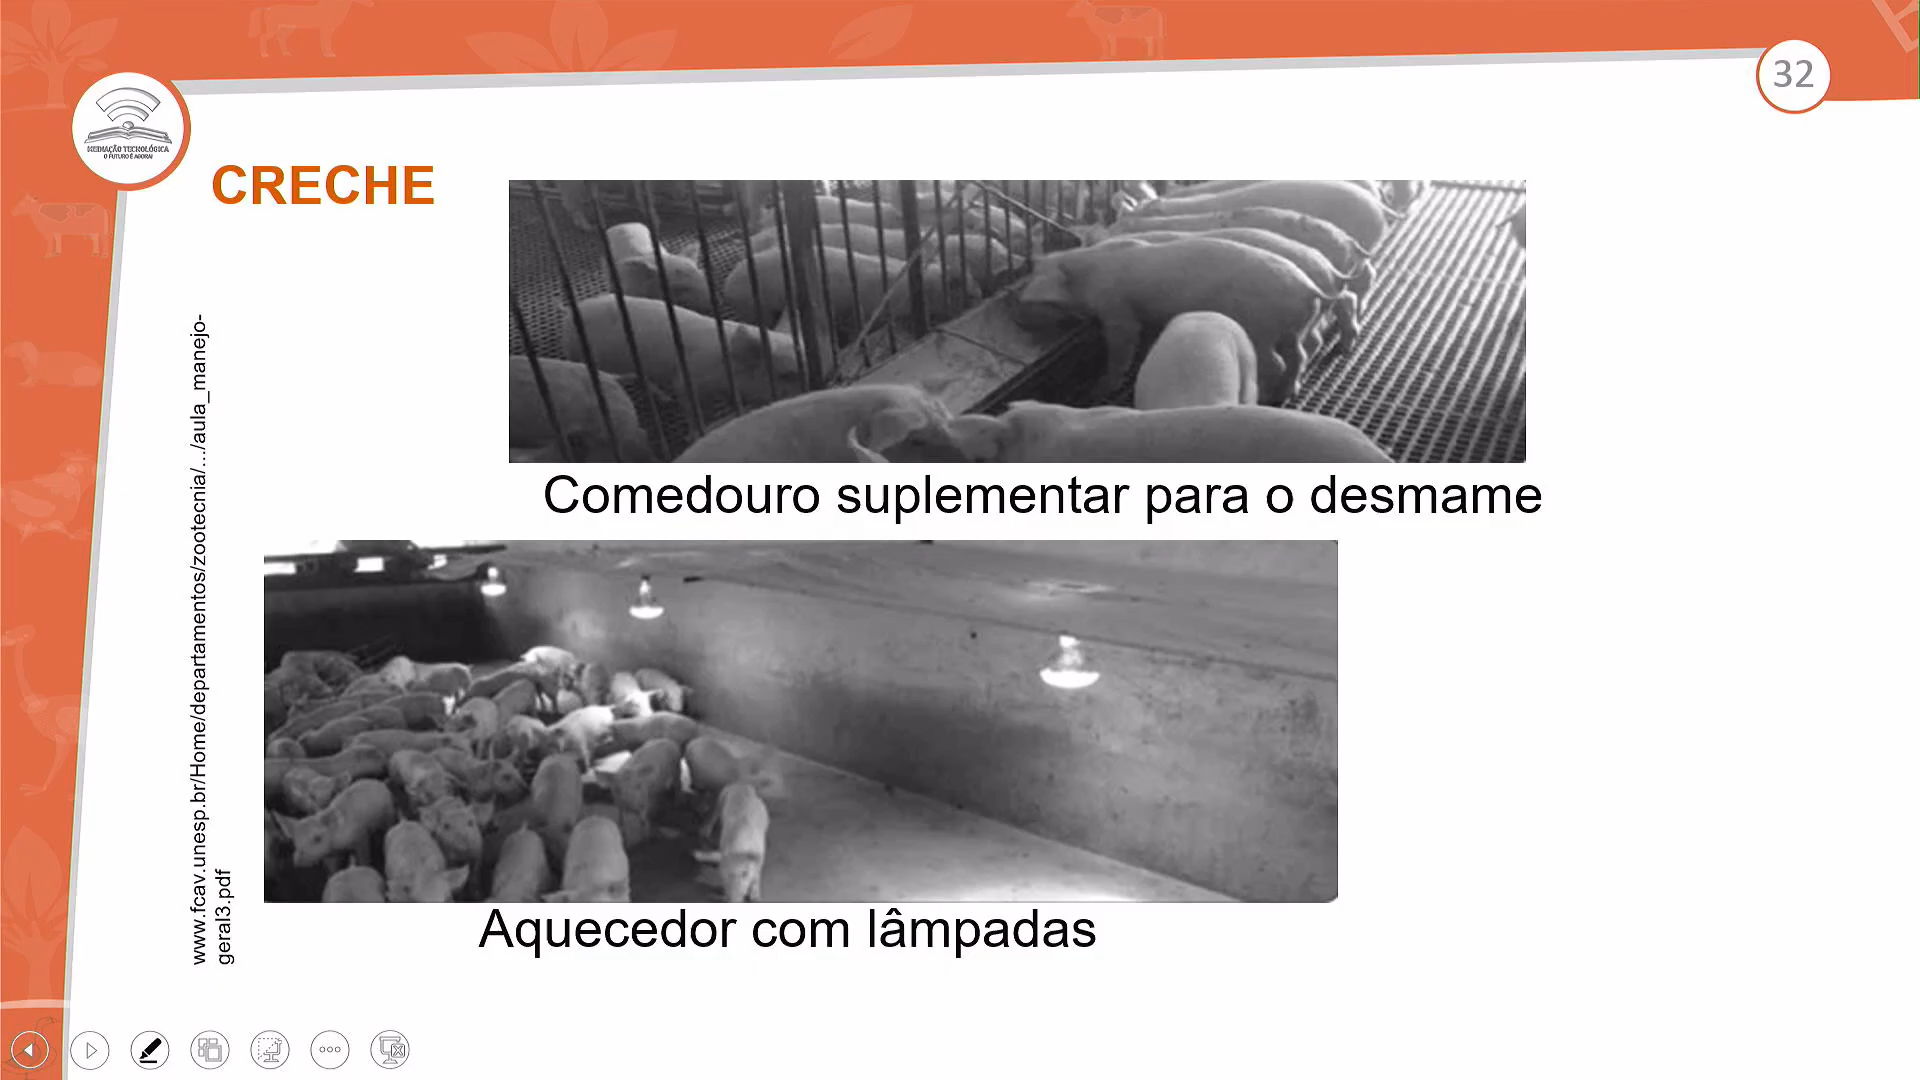 32
MEDIAÇÃO TECNOLÓGICA
O FUTURO É AGORA!
CRECHE
www.fcav.unesp.br/Home/departamentos/zootecnia/.../aula_manejo-
geral3.pdf
Comedouro suplementar para o desmame
Aquecedor com lâmpadas